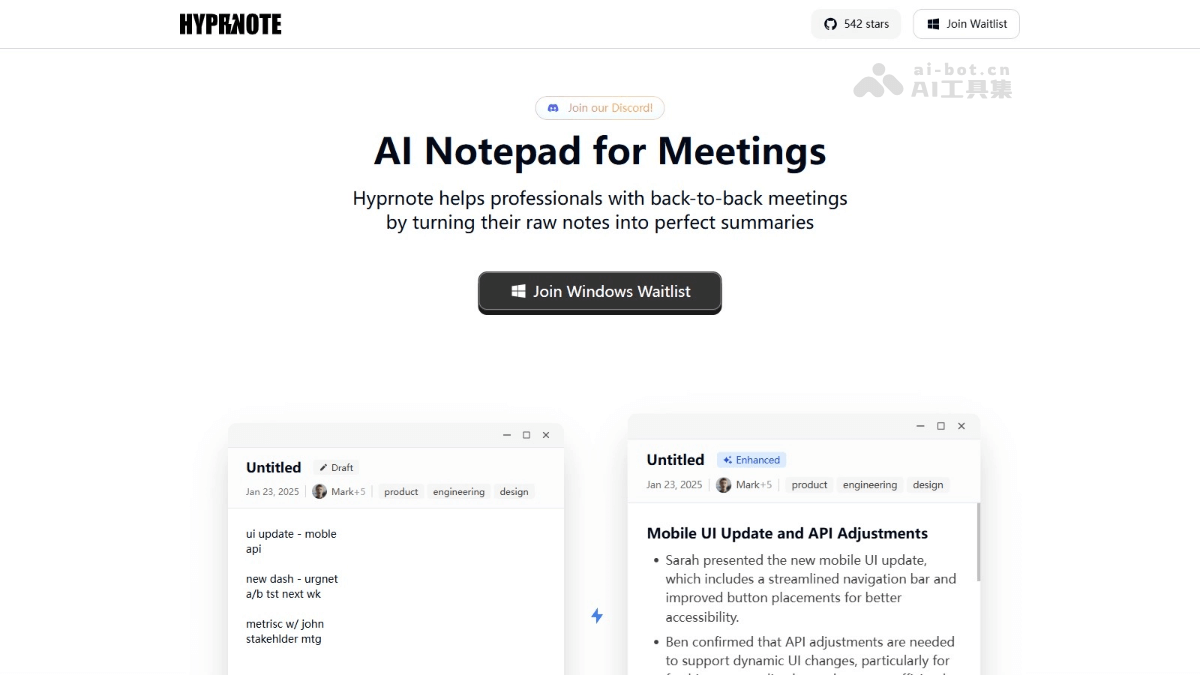 HYPRNOTE
542 stars
Join Waitlist
ai-bot.cn
AI工具集
Join our Discord!
AI Notepad for Meetings
Hyprnote helps professionals with back-to-back meetings
by turning their raw notes into perfect summaries
Join Windows Waitlist
Untitled
Draft
Jan 23, 2025
Mark+5
product
engineering
design
ui update - moble
api
new dash - urgnet
a/b tst next wk
metrisc w/ john
stakehlder mtg
Untitled
Enhanced
Jan 23, 2025
Mark+5
product
engineering
design
Mobile UI Update and API Adjustments
• Sarah presented the new mobile UI update,
which includes a streamlined navigation bar and
improved button placements for better
accessibility.
• Ben confirmed that API adjustments are needed
to support dynamic UI changes, particularly for